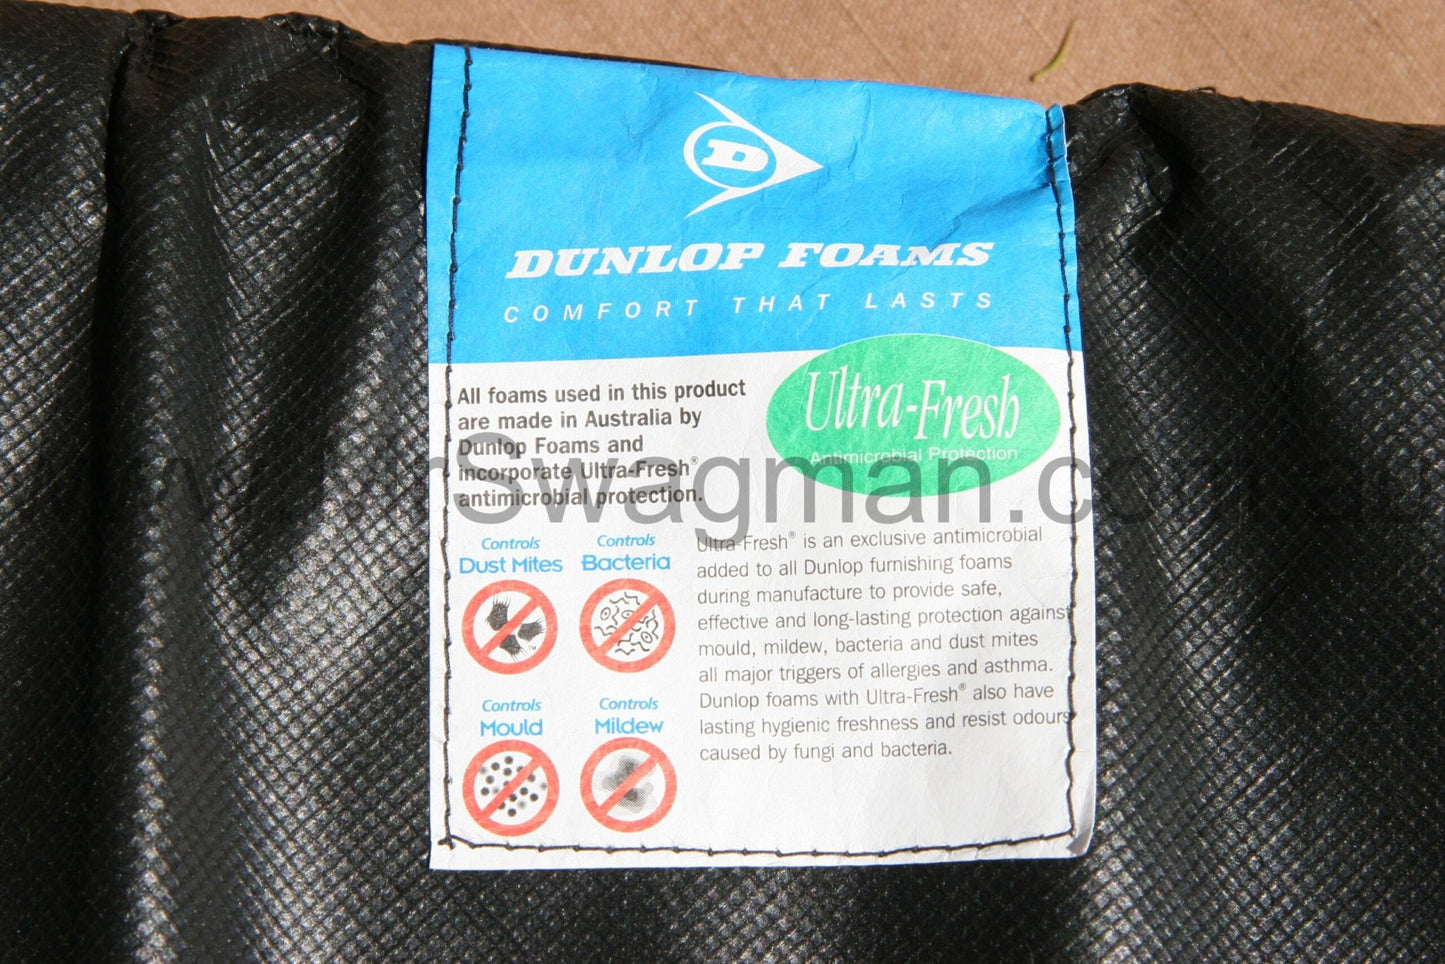 D
DUNLOP FOAMS
COMFORT THAT LASTS
All foams used in this product
are made in Australia by
Dunlop Foams and
incorporate Ultra-Fresh®
antimicrobial protection.
Ultra-Fresh
Antimicrobial Protection
Controls
Dust Mites
TM
Controls
Bacteria
Controls
Mould
Controls
Mildew
Ultra-Fresh® is an exclusive antimicrobial
added to all Dunlop furnishing foams
during manufacture to provide safe,
effective and long-lasting protection against
mould, mildew, bacteria and dust mites
all major triggers of allergies and asthma.
Dunlop foams with Ultra-Fresh® also have
lasting hygienic freshness and resist odours
caused by fungi and bacteria.